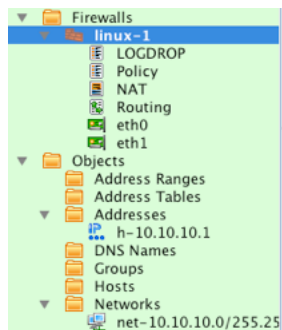 Firewalls
linux-1
LOGDROP
Policy
NAT
Routing
eth0
eth1
Objects
Address Ranges
Address Tables
Addresses
IP
h-10.10.10.1
DNS Names
Groups
Hosts
Networks
net-10.10.10.0/255.25